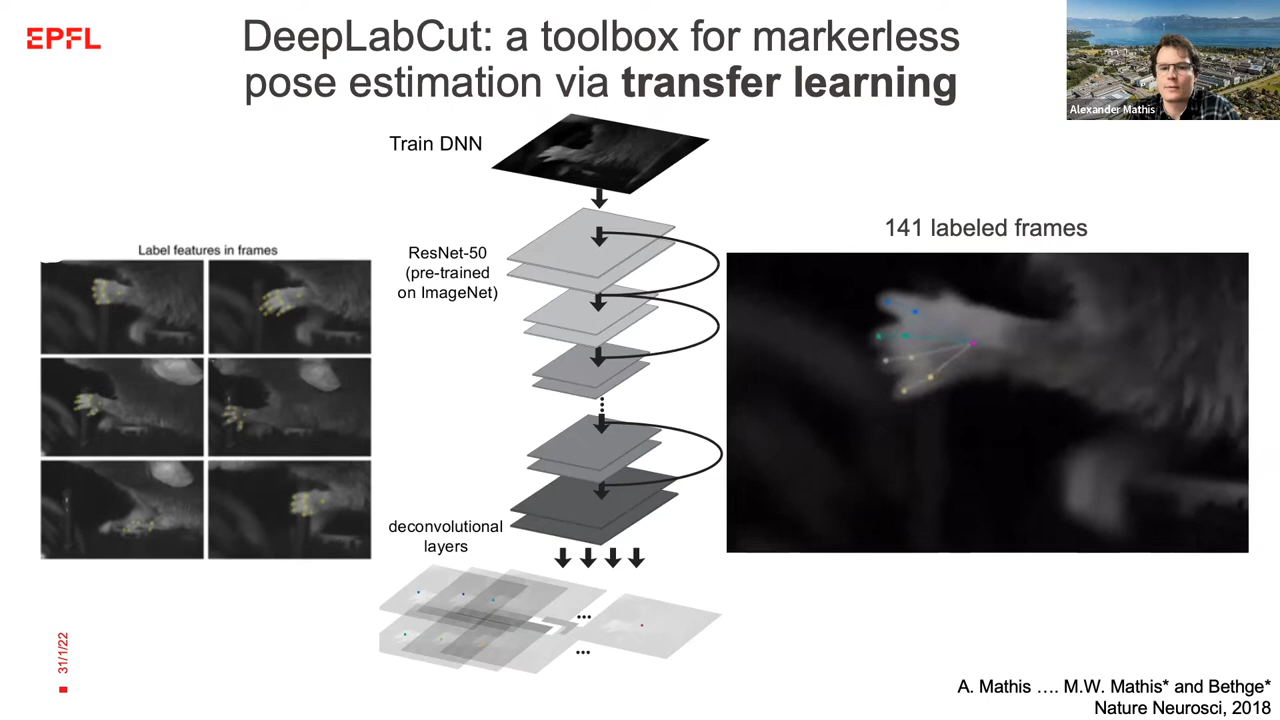 EPFL
DeepLabCut: a toolbox for markerless
pose estimation via transfer learning
Alexander Mathis
Train DNN
Label features in frames
ResNet-50
(pre-trained
on ImageNet)
141 labeled frames
deconvolutional
layers
31/1/22
A. Mathis …. M.W. Mathis* and Bethge*
Nature Neurosci, 2018